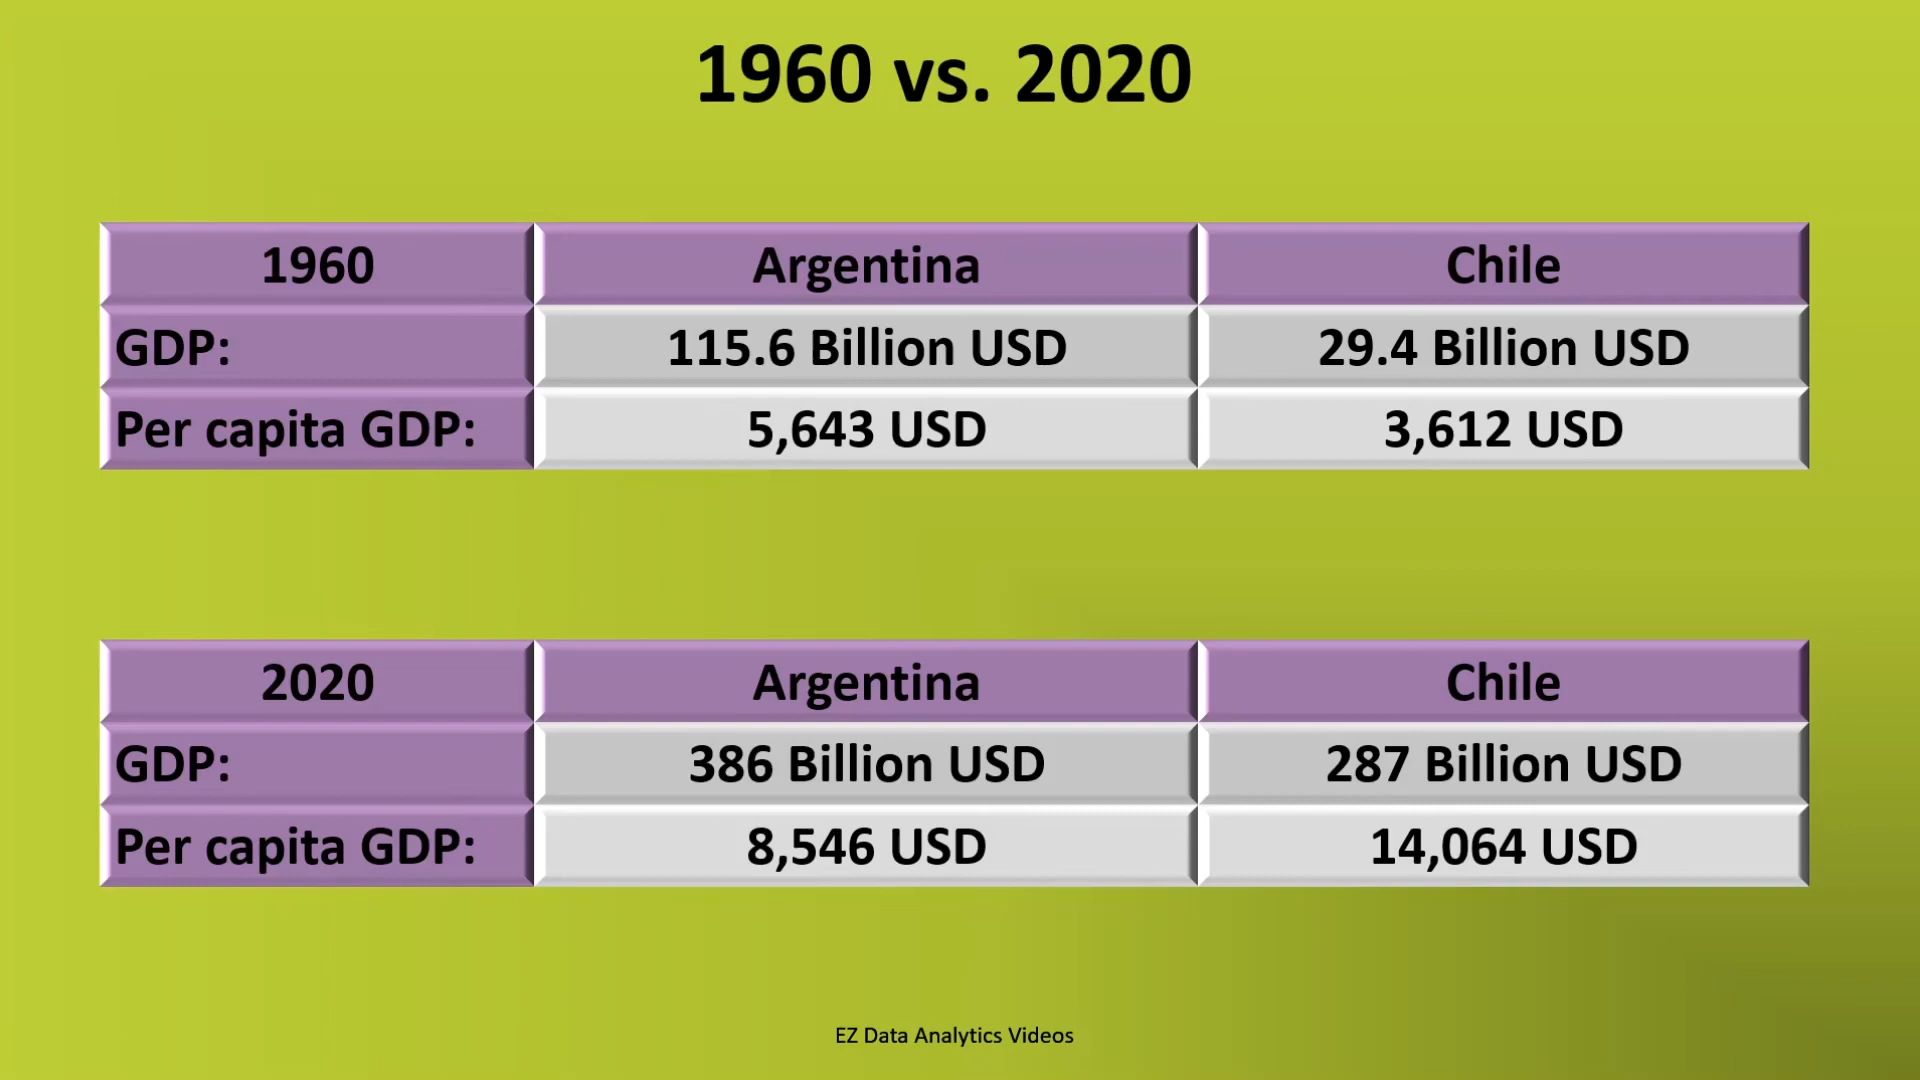 1960 vs. 2020
1960 Argentina Chile
GDP: 115.6 Billion USD 29.4 Billion USD
Per capita GDP: 5,643 USD 3,612 USD
2020 Argentina Chile
GDP: 386 Billion USD 287 Billion USD
Per capita GDP: 8,546 USD 14,064 USD
EZ Data Analytics Videos